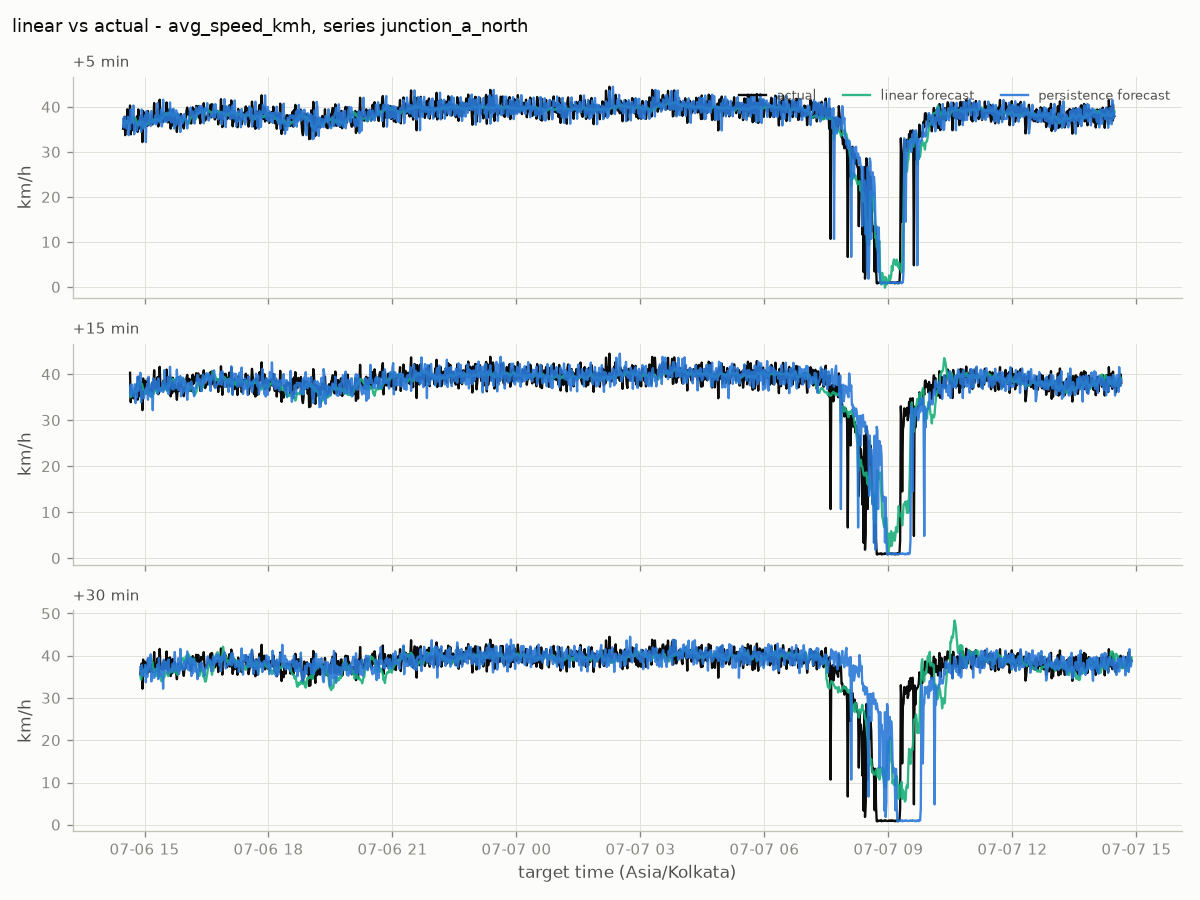 linear vs actual - avg_speed_kmh, series junction_a_north
+5 min
actual linear forecast persistence forecast
40
30
20
10
0
km/h
+15 min
40
30
20
10
0
km/h
+30 min
50
40
30
20
10
0
km/h
07-06 15 07-06 18 07-06 21 07-07 00 07-07 03 07-07 06 07-07 09 07-07 12 07-07 15
target time (Asia/Kolkata)